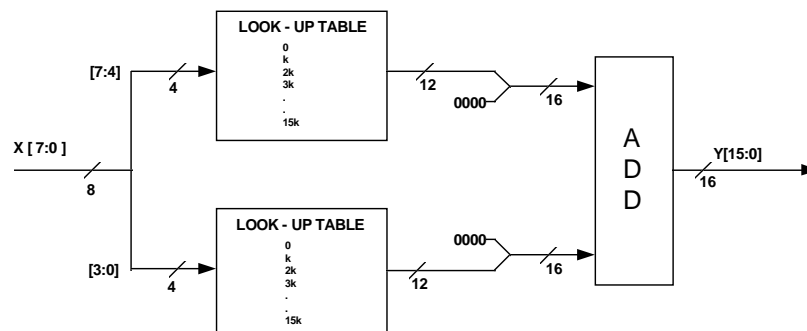 LOOK - UP TABLE
0
k
2k
3k
.
.
15k
[7:4]
4
12
0000
16
X [ 7:0 ]
8
A
D
D
Y[15:0]
16
LOOK - UP TABLE
0
k
2k
3k
.
.
15k
[3:0]
4
12
0000
16